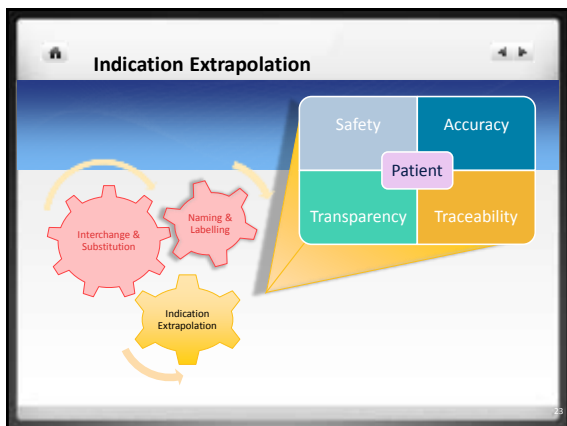 Indication Extrapolation
Safety
Accuracy
Patient
Transparency
Traceability
Interchange &
Substitution
Naming &
Labelling
Indication
Extrapolation
23